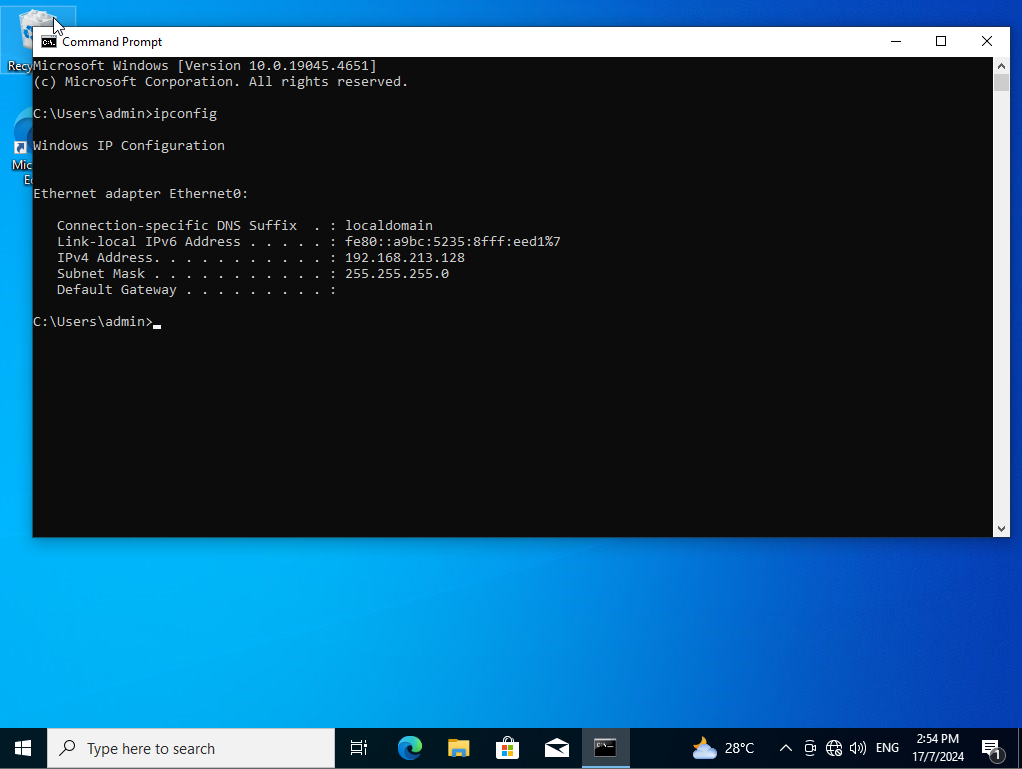 Command Prompt
Microsoft Windows [Version 10.0.19045.4651]
(c) Microsoft Corporation. All rights reserved.
C:\Users\admin>ipconfig
Windows IP Configuration
Ethernet adapter Ethernet0:
Connection-specific DNS Suffix  . : localdomain
Link-local IPv6 Address . . . . . : fe80::a9bc:5235:8fff:eed1%7
IPv4 Address. . . . . . . . . . . : 192.168.213.128
Subnet Mask . . . . . . . . . . . : 255.255.255.0
Default Gateway . . . . . . . . . :
C:\Users\admin>
Type here to search
28°C
ENG
2:54 PM
17/7/2024
1